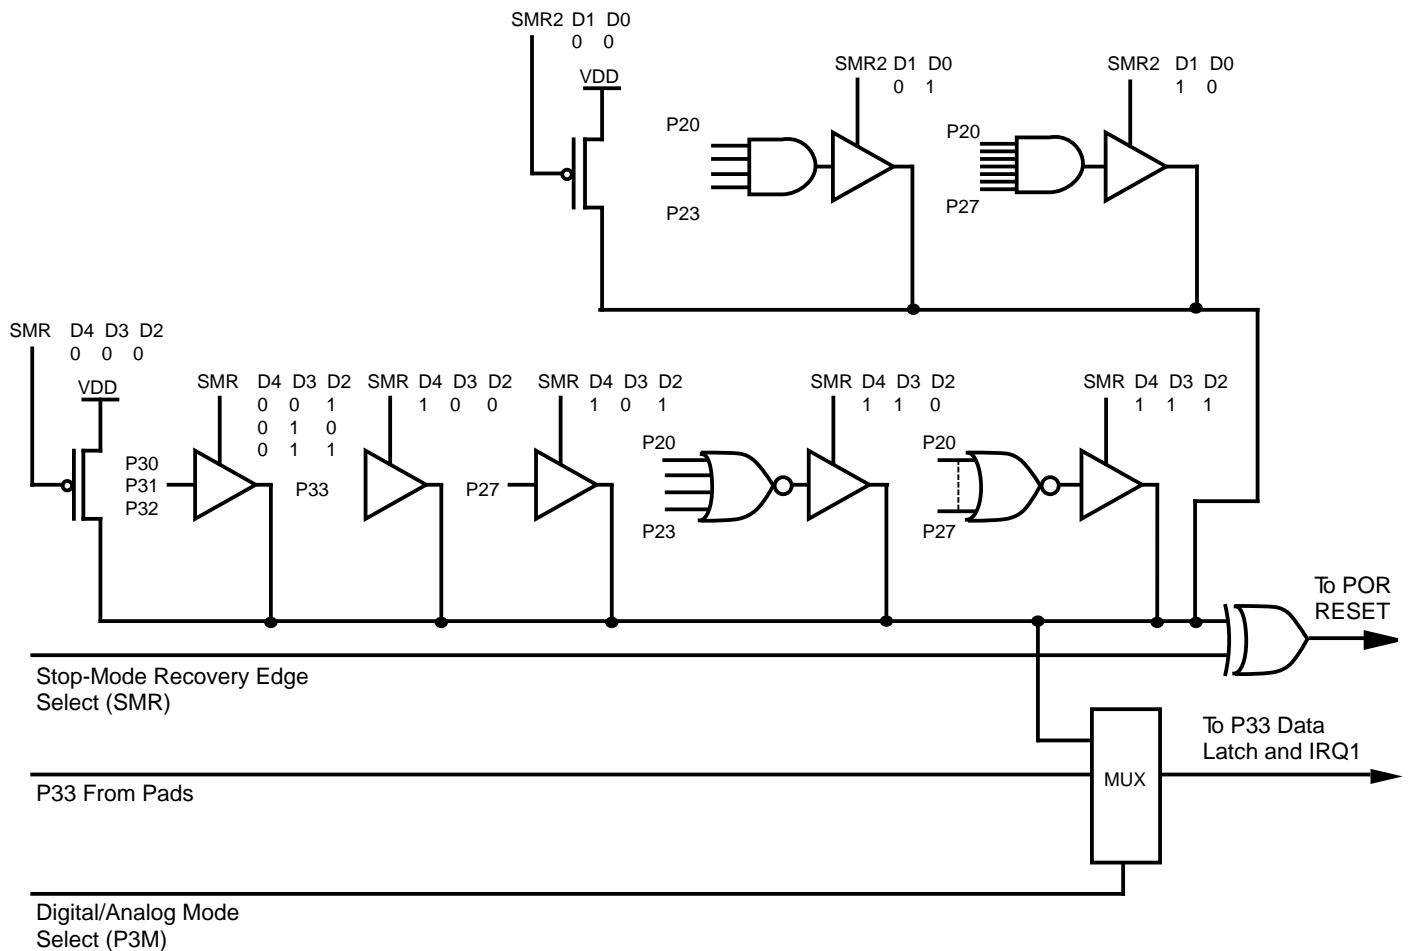 SMR2 D1 D0
0 0
VDD
SMR2 D1 D0
0 1
SMR2 D1 D0
1 0
P20
P23
P20
P27
SMR D4 D3 D2
0 0 0
VDD
SMR D4 D3 D2
0 0 1
0 1 0
0 1 1
SMR D4 D3 D2
1 0 0
SMR D4 D3 D2
1 0 1
SMR D4 D3 D2
1 1 0
SMR D4 D3 D2
1 1 1
P30
P31
P32
P33
P27
P20
P23
P20
P27
To POR
RESET
Stop-Mode Recovery Edge
Select (SMR)
To P33 Data
Latch and IRQ1
MUX
P33 From Pads
Digital/Analog Mode
Select (P3M)